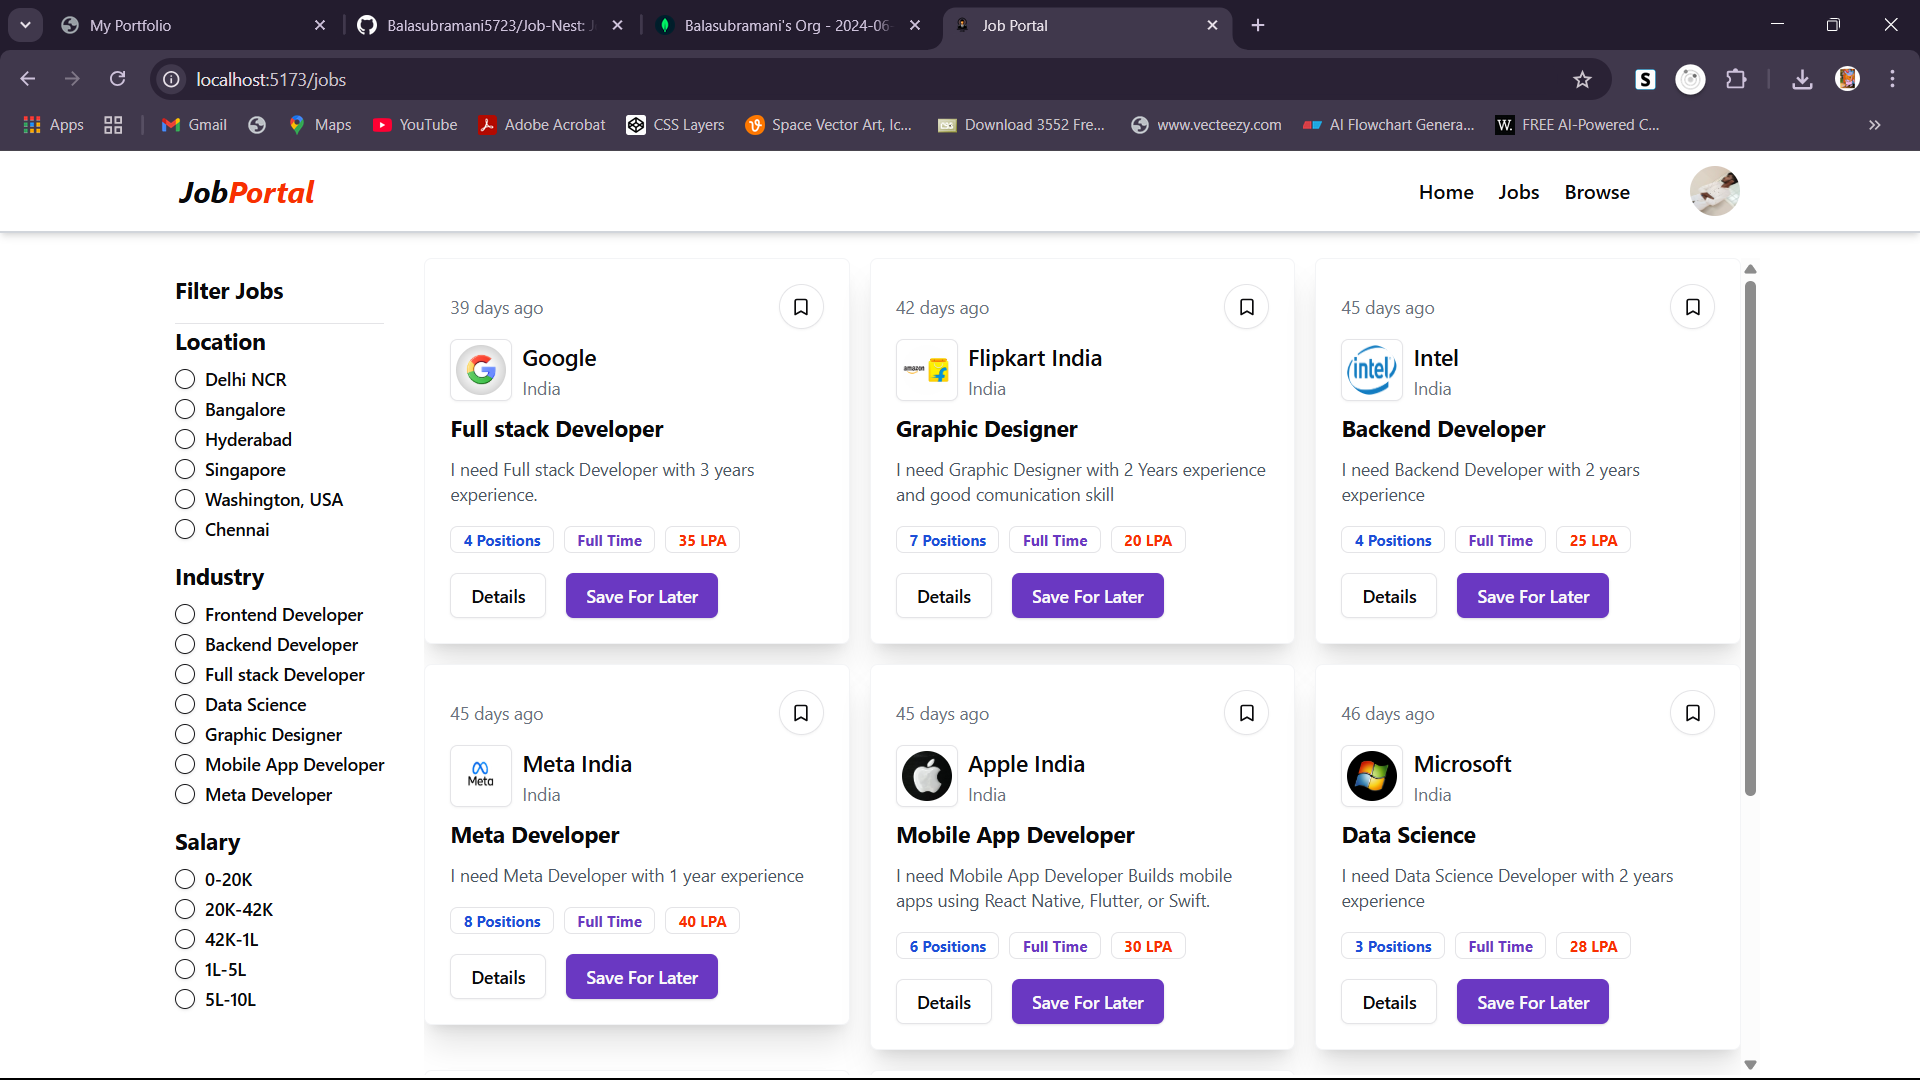 My Portfolio
Balasubramani5723/Job-Nest: J
Balasubramani's Org - 2024-06-
Job Portal
localhost:5173/jobs
Apps
Gmail
Maps
YouTube
Adobe Acrobat
CSS Layers
Space Vector Art, Ic...
Download 3552 Fre...
www.vecteezy.com
AI Flowchart Genera...
FREE AI-Powered C...
JobPortal
Home
Jobs
Browse
Filter Jobs
Location
Delhi NCR
Bangalore
Hyderabad
Singapore
Washington, USA
Chennai
Industry
Frontend Developer
Backend Developer
Full stack Developer
Data Science
Graphic Designer
Mobile App Developer
Meta Developer
Salary
0-20K
20K-42K
42K-1L
1L-5L
5L-10L
39 days ago
Google
India
Full stack Developer
I need Full stack Developer with 3 years
experience.
4 Positions
Full Time
35 LPA
Details
Save For Later
42 days ago
amazon
Flipkart India
India
Graphic Designer
I need Graphic Designer with 2 Years experience
and good comunication skill
7 Positions
Full Time
20 LPA
Details
Save For Later
45 days ago
intel
Intel
India
Backend Developer
I need Backend Developer with 2 years
experience
4 Positions
Full Time
25 LPA
Details
Save For Later
45 days ago
Meta
Meta India
India
Meta Developer
I need Meta Developer with 1 year experience
8 Positions
Full Time
40 LPA
Details
Save For Later
45 days ago
Apple India
India
Mobile App Developer
I need Mobile App Developer Builds mobile
apps using React Native, Flutter, or Swift.
6 Positions
Full Time
30 LPA
Details
Save For Later
46 days ago
Microsoft
India
Data Science
I need Data Science Developer with 2 years
experience
3 Positions
Full Time
28 LPA
Details
Save For Later